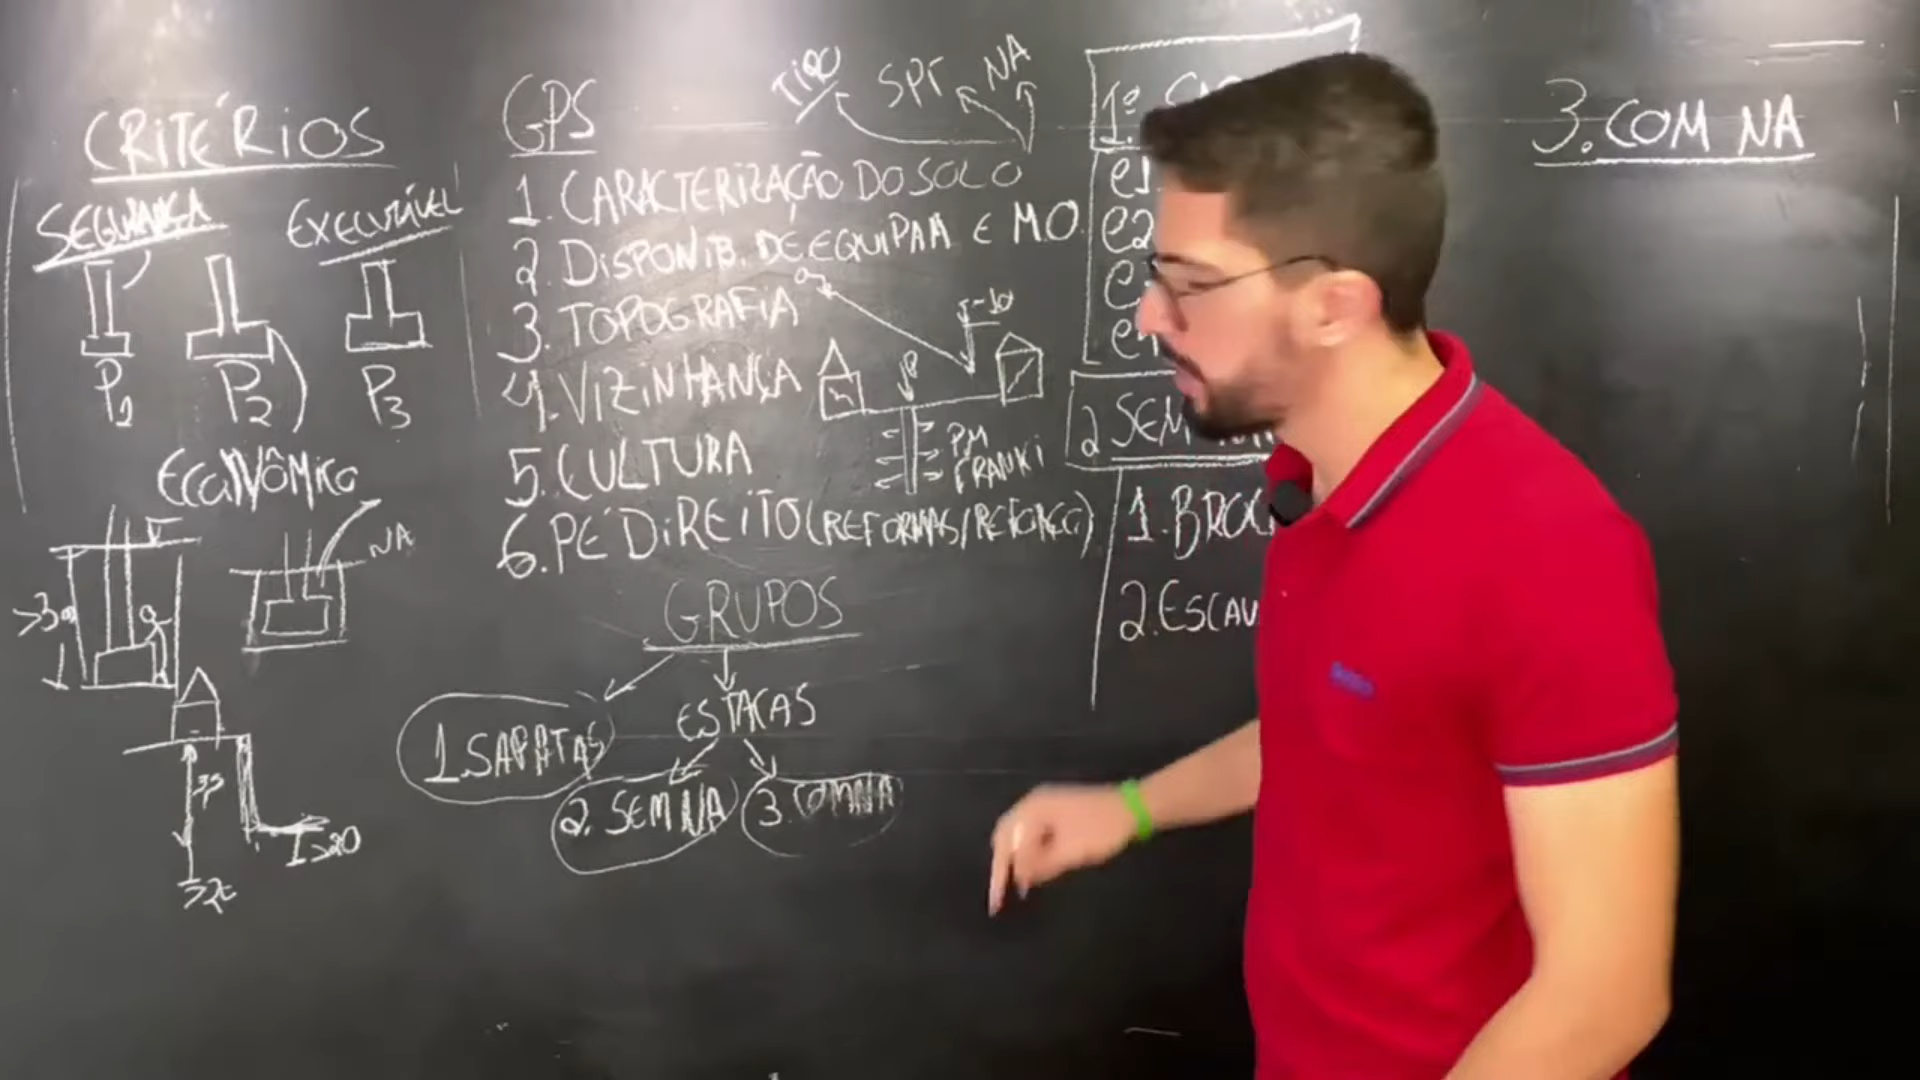 CRITÉRIOS
SEGURANÇA
EXECUTÁVEL
P1
P2
P3
ECONÔMICO
NA
GPS
TIPO
SPT
NA
1. CARACTERIZAÇÃO DO SOLO
2. DISPONIB. DE EQUIPAM E M.O
3. TOPOGRAFIA
4. VIZINHANÇA
5. CULTURA
6. PÉ DIREITO (REFORMAS/REFORÇO)
PM
FRANKI
GRUPOS
1. SAPATAS
ESTACAS
2. SEM NA
3. COM NA
1º
e1
e2
2 SEM
1. BROC
2. ESCAV
3. COM NA